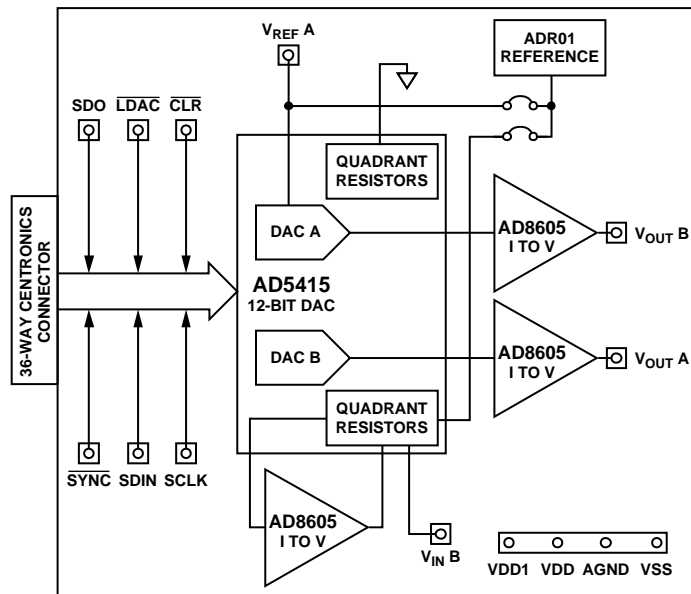 V_REF A
ADR01
REFERENCE
SDO
LDAC
CLR
QUADRANT
RESISTORS
DAC A
AD8605
I TO V
V_OUT B
36-WAY CENTRONICS
CONNECTOR
AD5415
12-BIT DAC
DAC B
AD8605
I TO V
V_OUT A
QUADRANT
RESISTORS
SYNC
SDIN
SCLK
AD8605
I TO V
V_IN B
VDD1
VDD
AGND
VSS